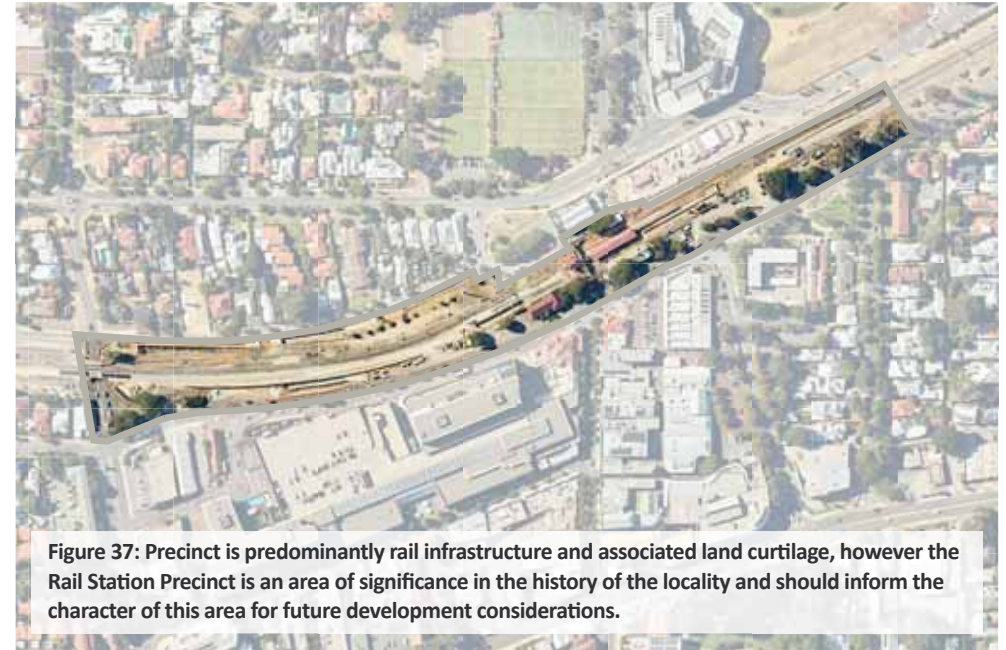 Figure 37: Precinct is predominantly rail infrastructure and associated land curtilage, however the
Rail Station Precinct is an area of significance in the history of the locality and should inform the
character of this area for future development considerations.